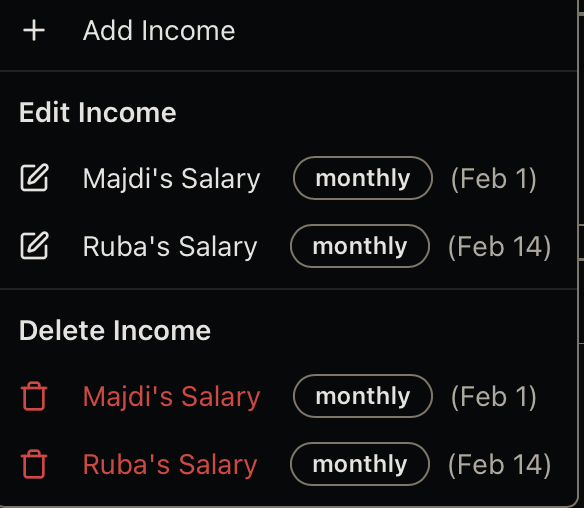 Add Income
Edit Income
Majdi's Salary monthly (Feb 1)
Ruba's Salary monthly (Feb 14)
Delete Income
Majdi's Salary monthly (Feb 1)
Ruba's Salary monthly (Feb 14)